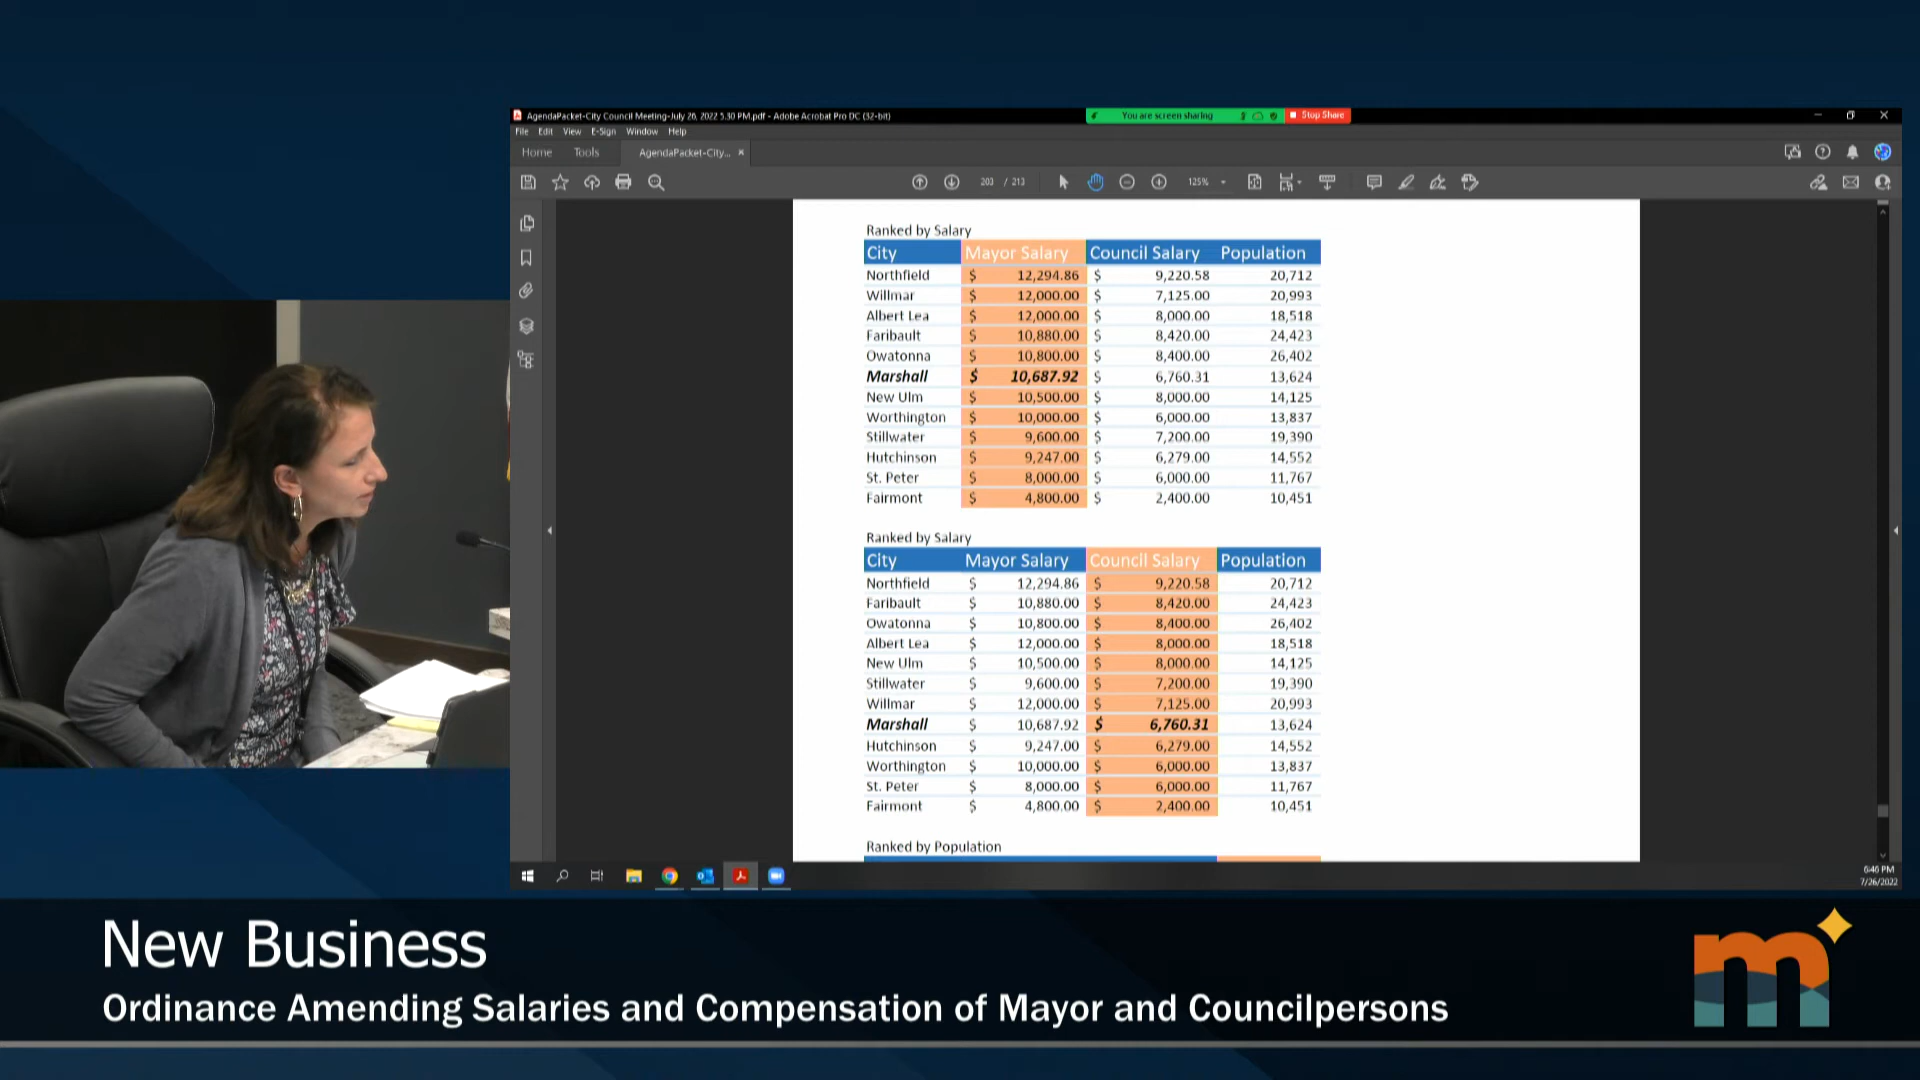 AgendaPacket-City Council Meeting-July 26, 2022 5.30 PM.pdf - Adobe Acrobat Pro DC (32-bit)
You are screen sharing
Stop Share
File Edit View E-Sign Window Help
Home Tools AgendaPacket-City...
203 / 213 125%
Ranked by Salary
City Mayor Salary Council Salary Population
Northfield $ 12,294.86 $ 9,220.58 20,712
Willmar $ 12,000.00 $ 7,125.00 20,993
Albert Lea $ 12,000.00 $ 8,000.00 18,518
Faribault $ 10,880.00 $ 8,420.00 24,423
Owatonna $ 10,800.00 $ 8,400.00 26,402
Marshall $ 10,687.92 $ 6,760.31 13,624
New Ulm $ 10,500.00 $ 8,000.00 14,125
Worthington $ 10,000.00 $ 6,000.00 13,837
Stillwater $ 9,600.00 $ 7,200.00 19,390
Hutchinson $ 9,247.00 $ 6,279.00 14,552
St. Peter $ 8,000.00 $ 6,000.00 11,767
Fairmont $ 4,800.00 $ 2,400.00 10,451
Ranked by Salary
City Mayor Salary Council Salary Population
Northfield $ 12,294.86 $ 9,220.58 20,712
Faribault $ 10,880.00 $ 8,420.00 24,423
Owatonna $ 10,800.00 $ 8,400.00 26,402
Albert Lea $ 12,000.00 $ 8,000.00 18,518
New Ulm $ 10,500.00 $ 8,000.00 14,125
Stillwater $ 9,600.00 $ 7,200.00 19,390
Willmar $ 12,000.00 $ 7,125.00 20,993
Marshall $ 10,687.92 $ 6,760.31 13,624
Hutchinson $ 9,247.00 $ 6,279.00 14,552
Worthington $ 10,000.00 $ 6,000.00 13,837
St. Peter $ 8,000.00 $ 6,000.00 11,767
Fairmont $ 4,800.00 $ 2,400.00 10,451
Ranked by Population
6:46 PM
7/26/2022
New Business
Ordinance Amending Salaries and Compensation of Mayor and Councilpersons
m